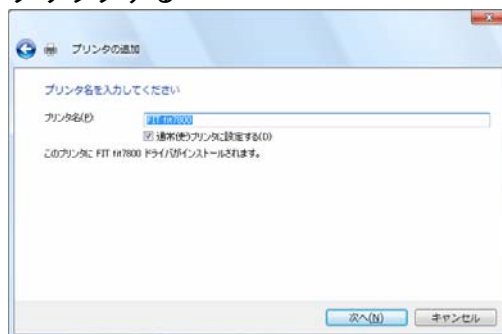 プリンタの追加
プリンタ名を入力してください
プリンタ名(P)
FIT fit7800
通常使うプリンタに設定する(D)
このプリンタに FIT fit7800 ドライバがインストールされます。
次へ(N)
キャンセル